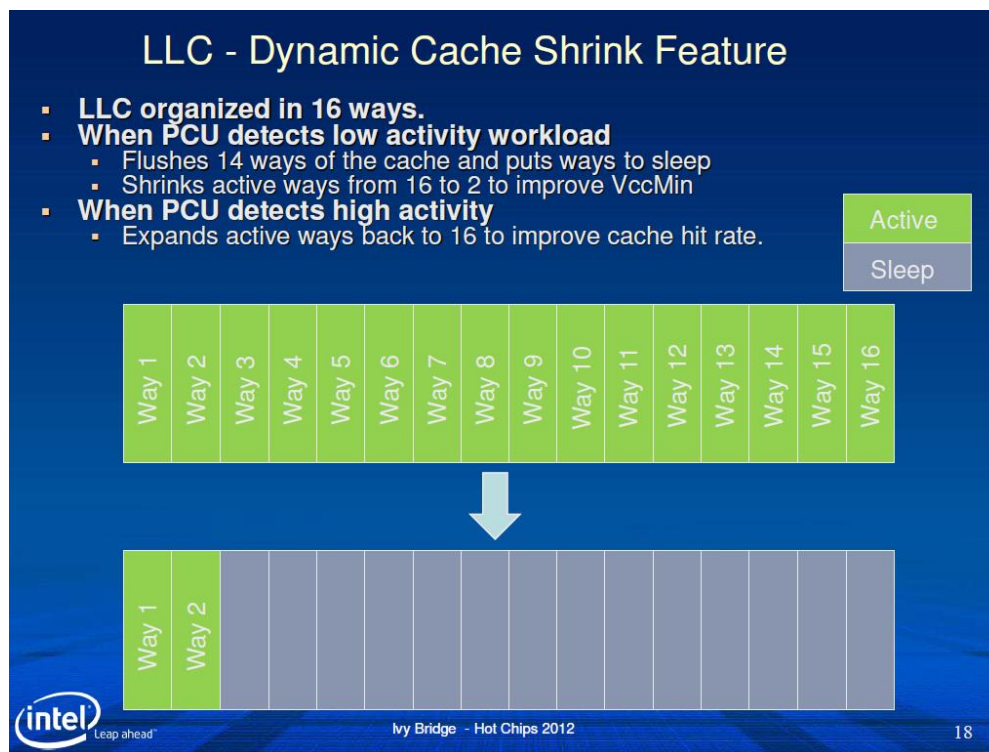 LLC - Dynamic Cache Shrink Feature
▪ LLC organized in 16 ways.
▪ When PCU detects low activity workload
▪ Flushes 14 ways of the cache and puts ways to sleep
▪ Shrinks active ways from 16 to 2 to improve VccMin
▪ When PCU detects high activity
▪ Expands active ways back to 16 to improve cache hit rate.
Active
Sleep
Way 1
Way 2
Way 3
Way 4
Way 5
Way 6
Way 7
Way 8
Way 9
Way 10
Way 11
Way 12
Way 13
Way 14
Way 15
Way 16
Way 1
Way 2
intel
Leap ahead™
Ivy Bridge - Hot Chips 2012
18